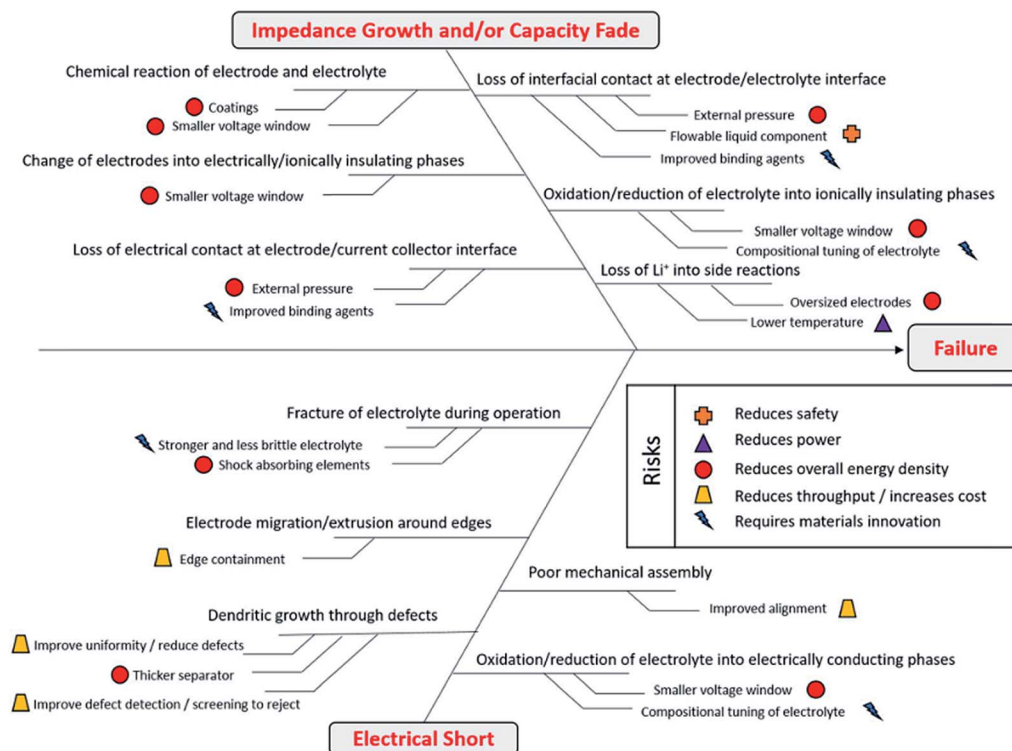 Impedance Growth and/or Capacity Fade
Chemical reaction of electrode and electrolyte
Coatings
Smaller voltage window
Change of electrodes into electrically/ionically insulating phases
Smaller voltage window
Loss of electrical contact at electrode/current collector interface
External pressure
Improved binding agents
Loss of interfacial contact at electrode/electrolyte interface
External pressure
Flowable liquid component
Improved binding agents
Oxidation/reduction of electrolyte into ionically insulating phases
Smaller voltage window
Compositional tuning of electrolyte
Loss of Li⁺ into side reactions
Oversized electrodes
Lower temperature
Failure
Fracture of electrolyte during operation
Stronger and less brittle electrolyte
Shock absorbing elements
Electrode migration/extrusion around edges
Edge containment
Dendritic growth through defects
Improve uniformity / reduce defects
Thicker separator
Improve defect detection / screening to reject
Poor mechanical assembly
Improved alignment
Oxidation/reduction of electrolyte into electrically conducting phases
Smaller voltage window
Compositional tuning of electrolyte
Electrical Short
Risks
Reduces safety
Reduces power
Reduces overall energy density
Reduces throughput / increases cost
Requires materials innovation